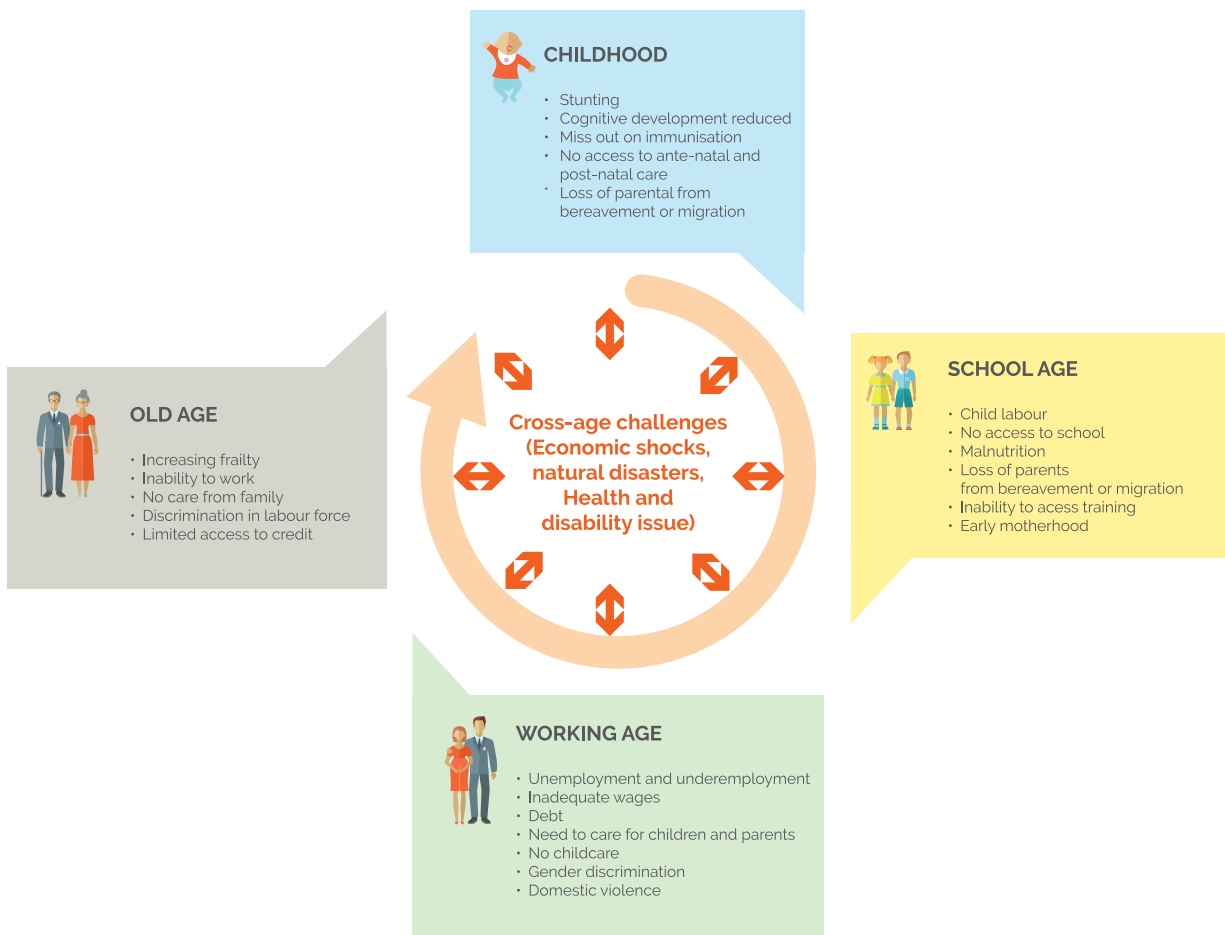 CHILDHOOD
• Stunting
• Cognitive development reduced
• Miss out on immunisation
• No access to ante-natal and
post-natal care
• Loss of parental from
bereavement or migration
SCHOOL AGE
• Child labour
• No access to school
• Malnutrition
• Loss of parents
from bereavement or migration
• Inability to acess training
• Early motherhood
Cross-age challenges
(Economic shocks,
natural disasters,
Health and
disability issue)
OLD AGE
• Increasing frailty
• Inability to work
• No care from family
• Discrimination in labour force
• Limited access to credit
WORKING AGE
• Unemployment and underemployment
• Inadequate wages
• Debt
• Need to care for children and parents
• No childcare
• Gender discrimination
• Domestic violence